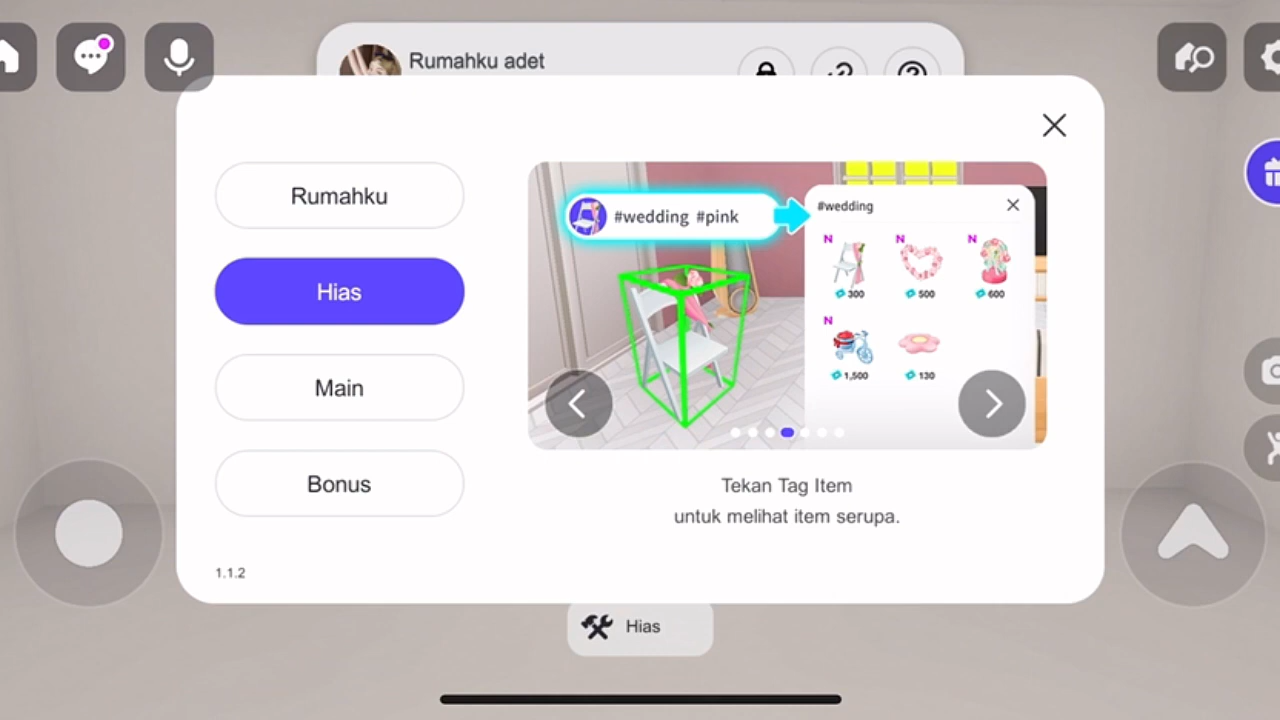 Rumahku adet
Rumahku
Hias
Main
Bonus
1.1.2
#wedding #pink
#wedding
N
N
N
300
500
600
N
1,500
130
Tekan Tag Item
untuk melihat item serupa.
Hias